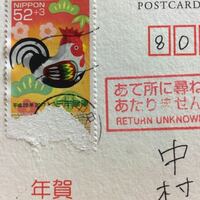 NIPPON
52+3
POSTCARD
80
あて所に尋ね
あたりません
RETURN UNKNOWN
中
村
年賀